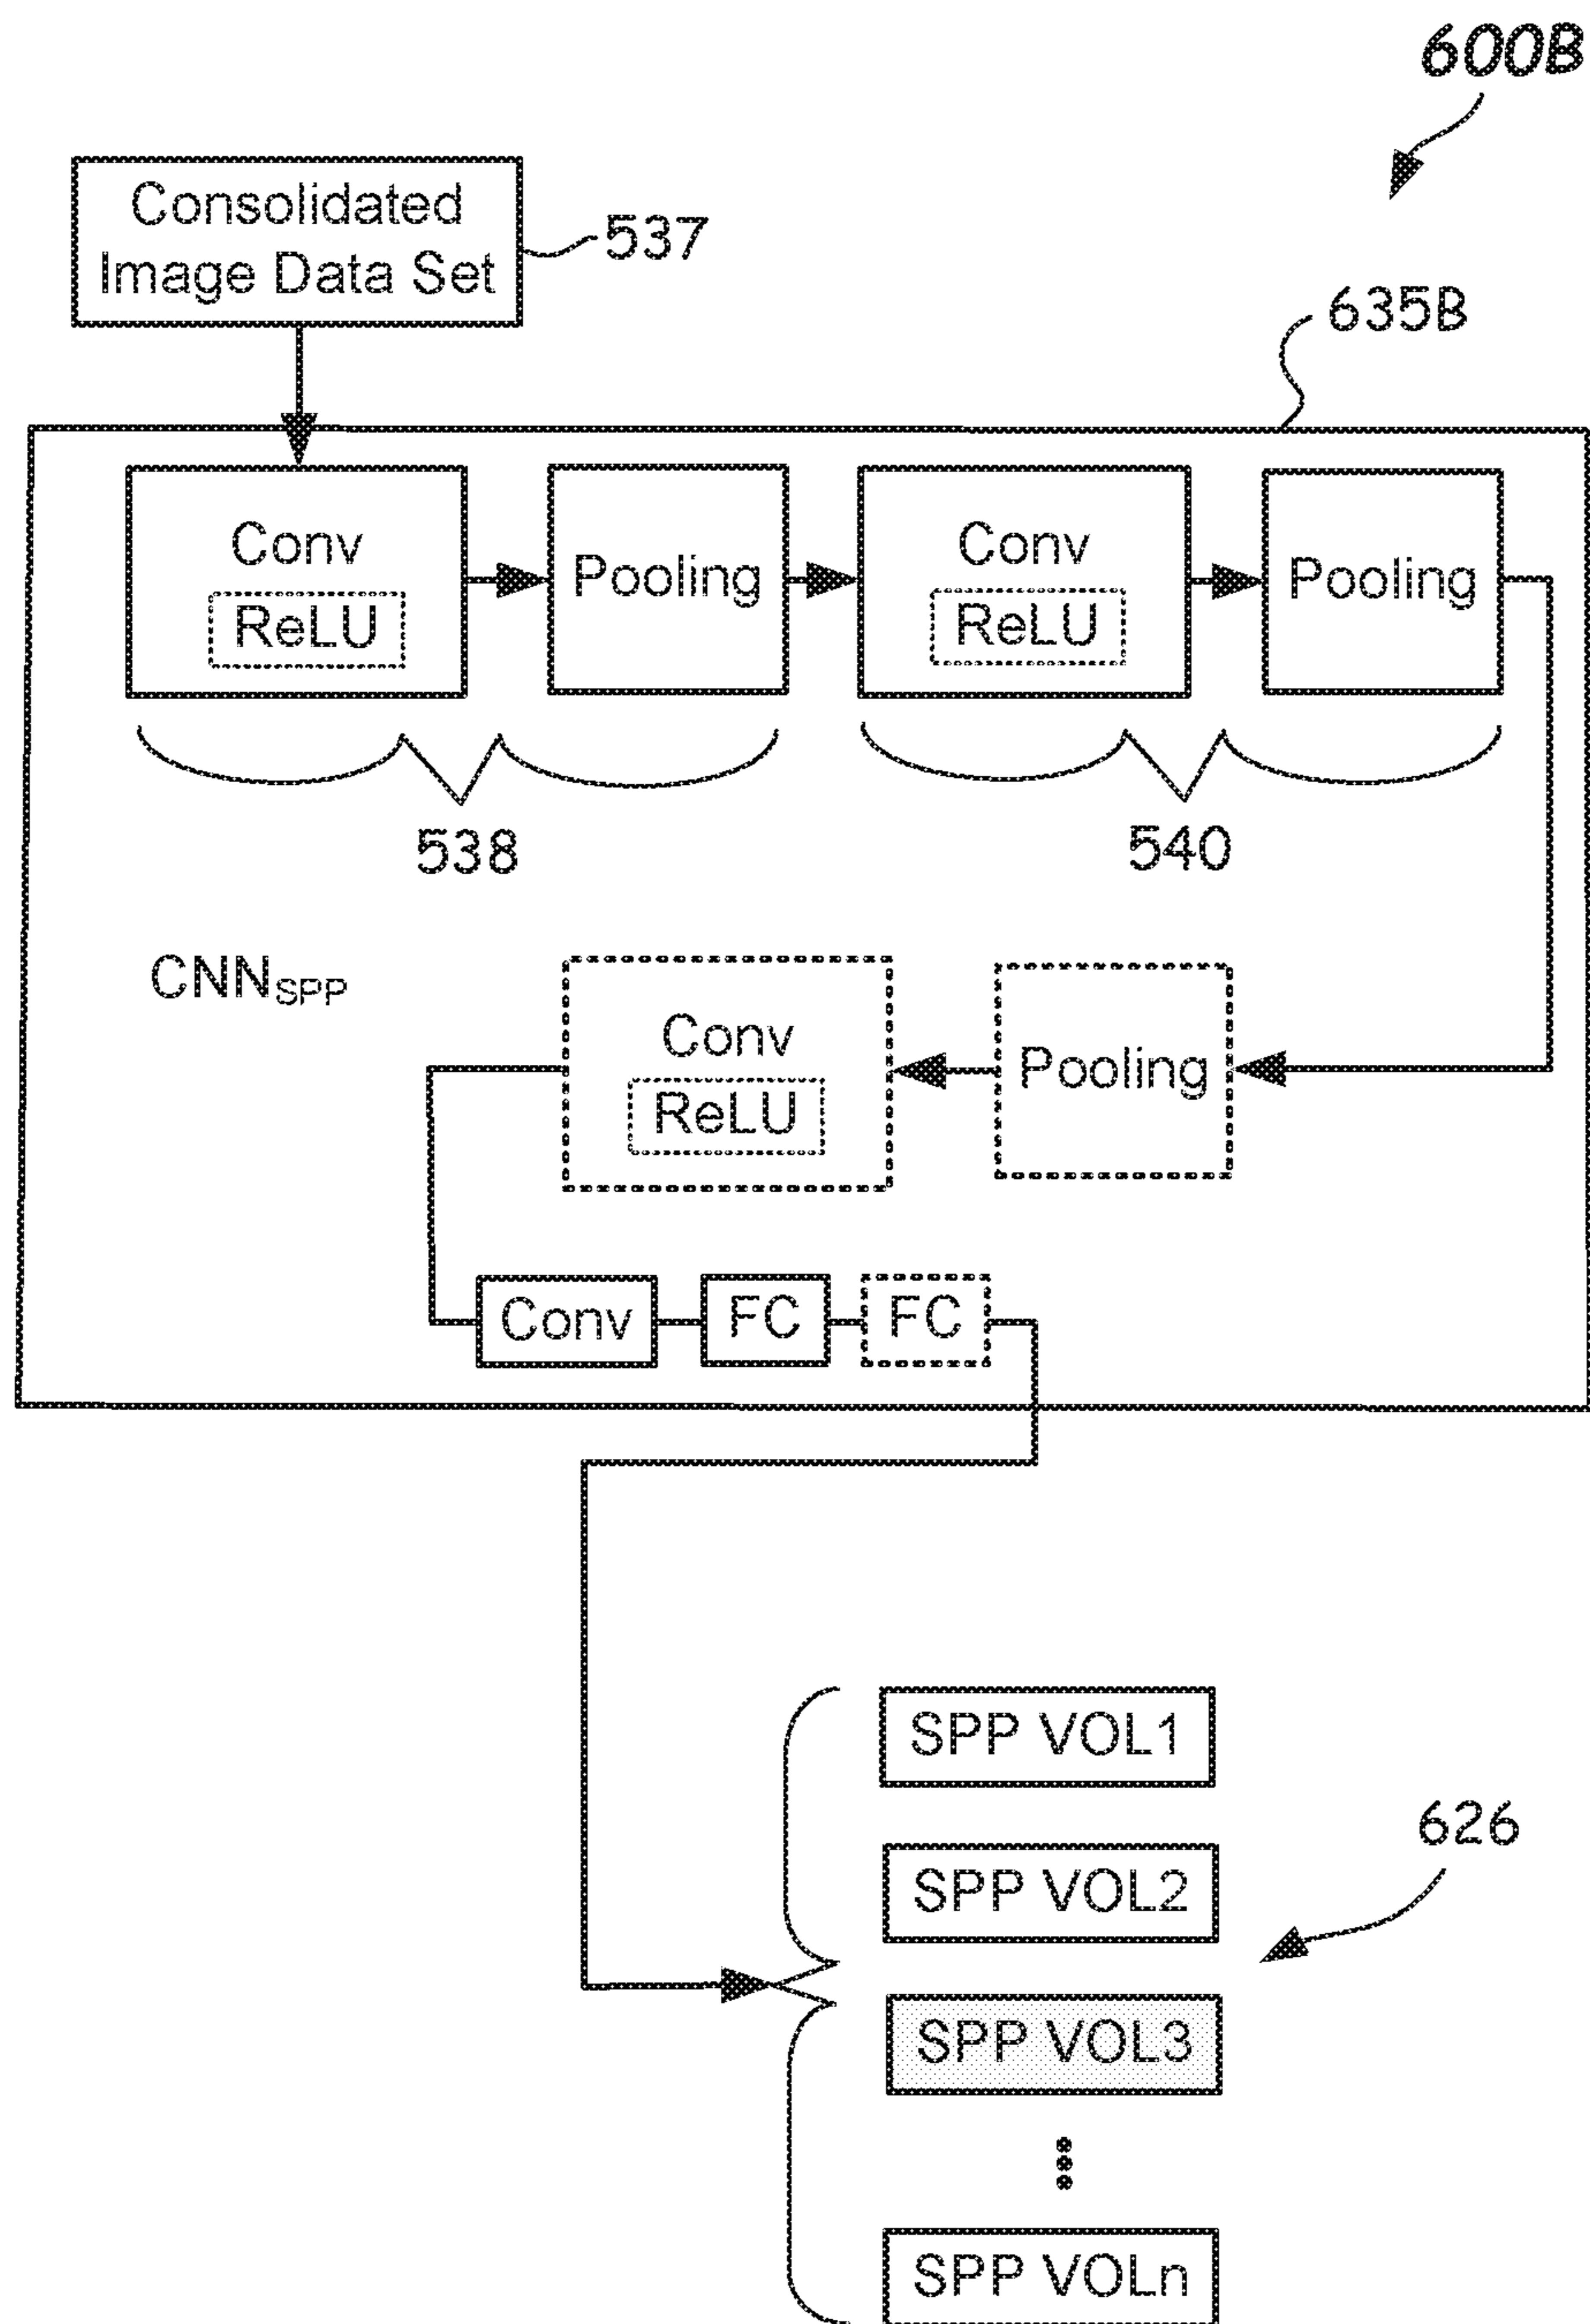 600B
Consolidated
Image Data Set
537
635B
Conv
ReLU
Pooling
Conv
ReLU
Pooling
538
540
CNNSPP
Conv
ReLU
Pooling
Conv
FC
FC
SPP VOL1
SPP VOL2
626
SPP VOL3
SPP VOLn